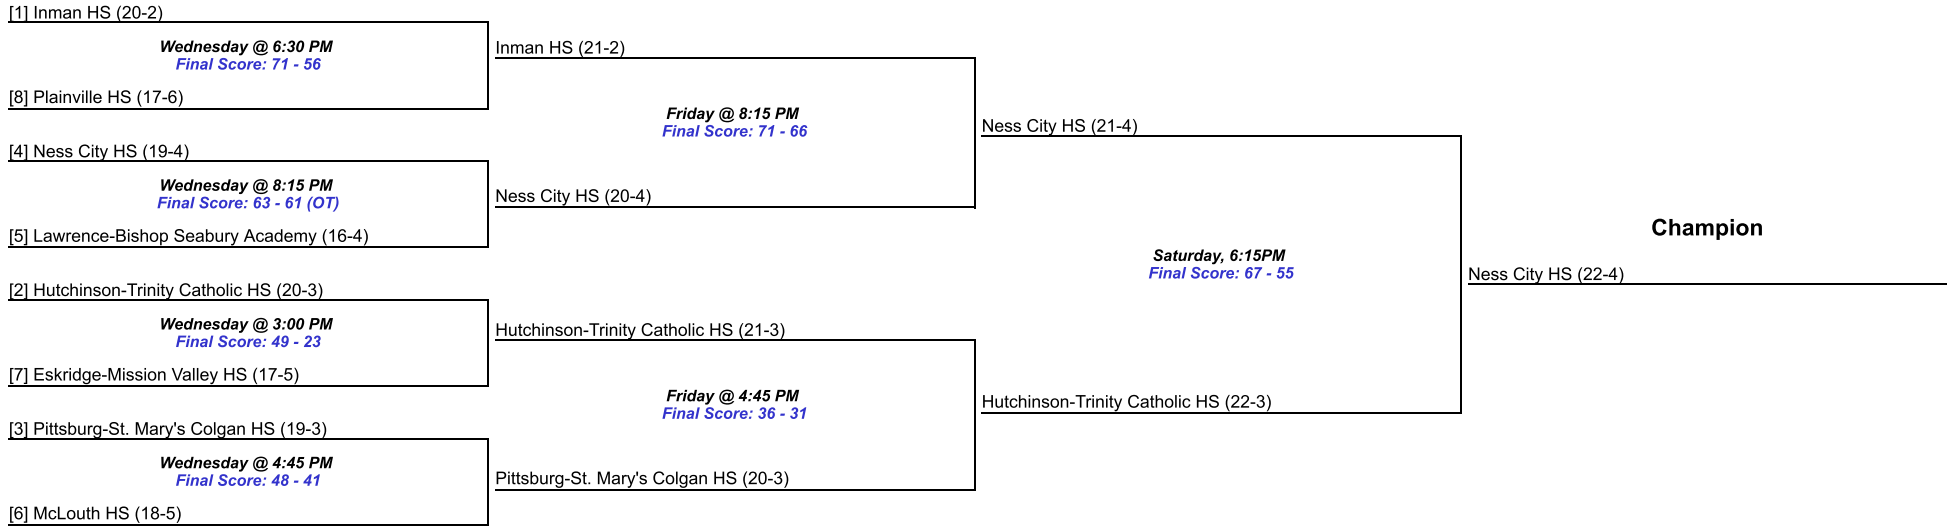 [1] Inman HS (20-2)
Wednesday @ 6:30 PM
Final Score: 71 - 56
[8] Plainville HS (17-6)
[4] Ness City HS (19-4)
Wednesday @ 8:15 PM
Final Score: 63 - 61 (OT)
[5] Lawrence-Bishop Seabury Academy (16-4)
[2] Hutchinson-Trinity Catholic HS (20-3)
Wednesday @ 3:00 PM
Final Score: 49 - 23
[7] Eskridge-Mission Valley HS (17-5)
[3] Pittsburg-St. Mary's Colgan HS (19-3)
Wednesday @ 4:45 PM
Final Score: 48 - 41
[6] McLouth HS (18-5)
Inman HS (21-2)
Friday @ 8:15 PM
Final Score: 71 - 66
Ness City HS (20-4)
Hutchinson-Trinity Catholic HS (21-3)
Friday @ 4:45 PM
Final Score: 36 - 31
Pittsburg-St. Mary's Colgan HS (20-3)
Ness City HS (21-4)
Saturday, 6:15PM
Final Score: 67 - 55
Hutchinson-Trinity Catholic HS (22-3)
Champion
Ness City HS (22-4)